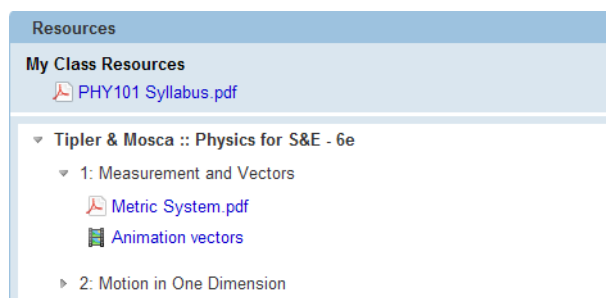 Resources
My Class Resources
PHY101 Syllabus.pdf
Tipler & Mosca :: Physics for S&E - 6e
1: Measurement and Vectors
Metric System.pdf
Animation vectors
2: Motion in One Dimension